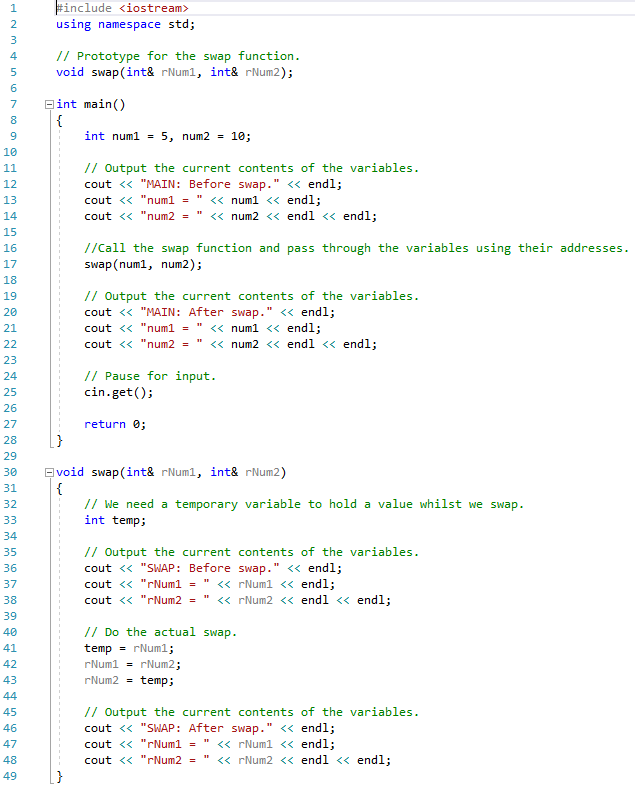 1 #include <iostream>
2 using namespace std;
3
4 // Prototype for the swap function.
5 void swap(int& rNum1, int& rNum2);
6
7 int main()
8 {
9 int num1 = 5, num2 = 10;
10
11 // Output the current contents of the variables.
12 cout << "MAIN: Before swap." << endl;
13 cout << "num1 = " << num1 << endl;
14 cout << "num2 = " << num2 << endl << endl;
15
16 //Call the swap function and pass through the variables using their addresses.
17 swap(num1, num2);
18
19 // Output the current contents of the variables.
20 cout << "MAIN: After swap." << endl;
21 cout << "num1 = " << num1 << endl;
22 cout << "num2 = " << num2 << endl << endl;
23
24 // Pause for input.
25 cin.get();
26
27 return 0;
28 }
29
30 void swap(int& rNum1, int& rNum2)
31 {
32 // We need a temporary variable to hold a value whilst we swap.
33 int temp;
34
35 // Output the current contents of the variables.
36 cout << "SWAP: Before swap." << endl;
37 cout << "rNum1 = " << rNum1 << endl;
38 cout << "rNum2 = " << rNum2 << endl << endl;
39
40 // Do the actual swap.
41 temp = rNum1;
42 rNum1 = rNum2;
43 rNum2 = temp;
44
45 // Output the current contents of the variables.
46 cout << "SWAP: After swap." << endl;
47 cout << "rNum1 = " << rNum1 << endl;
48 cout << "rNum2 = " << rNum2 << endl << endl;
49 }